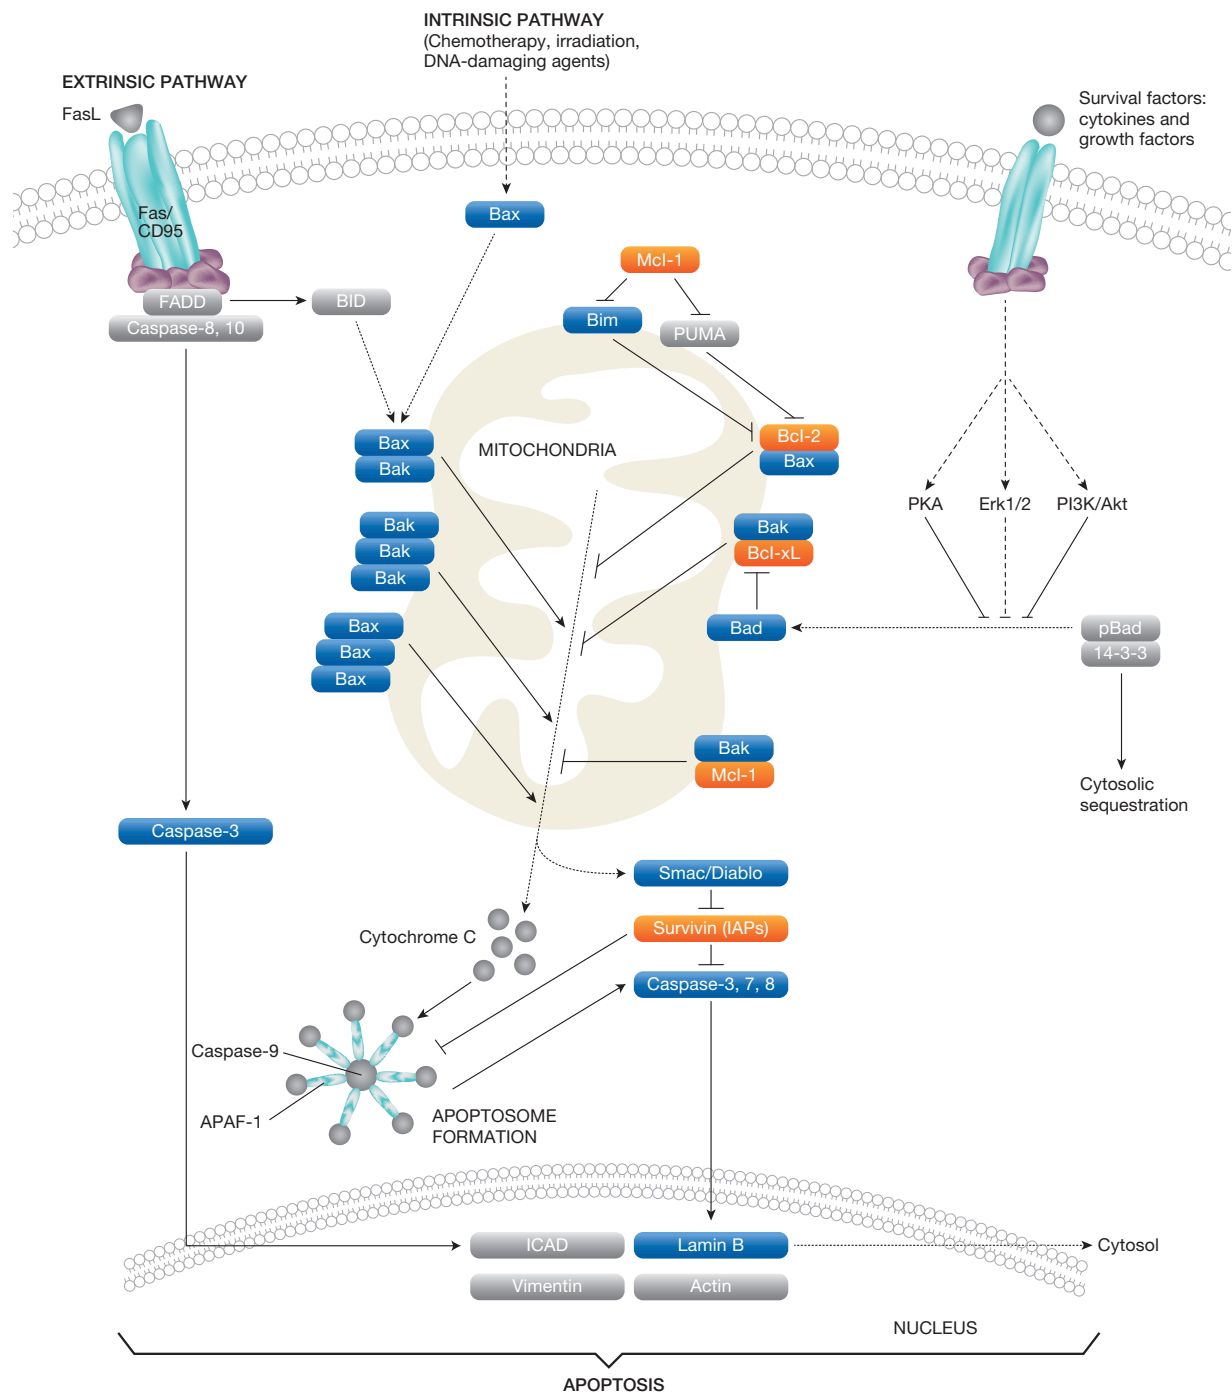 INTRINSIC PATHWAY
(Chemotherapy, irradiation,
DNA-damaging agents)
EXTRINSIC PATHWAY
FasL
Survival factors:
cytokines and
growth factors
Fas/
CD95
Bax
Mcl-1
FADD
BID
Caspase-8, 10
Bim
PUMA
Bax
Bak
MITOCHONDRIA
Bcl-2
Bax
PKA
Erk1/2
PI3K/Akt
Bak
Bak
Bak
Bak
Bcl-xL
Bax
Bax
Bax
Bad
pBad
14-3-3
Bak
Mcl-1
Cytosolic
sequestration
Caspase-3
Smac/Diablo
Survivin (IAPs)
Cytochrome C
Caspase-3, 7, 8
Caspase-9
APAF-1
APOPTOSOME
FORMATION
ICAD
Lamin B
Cytosol
Vimentin
Actin
NUCLEUS
APOPTOSIS